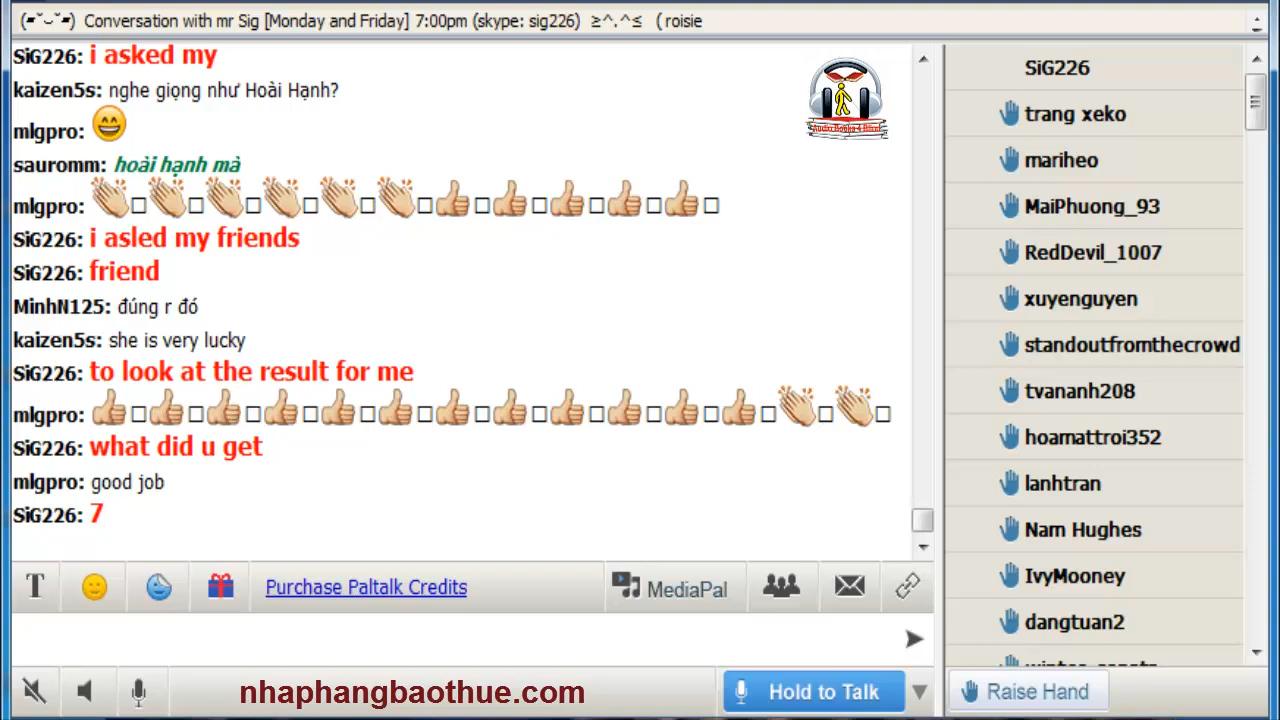 (▰˘◡˘▰) Conversation with mr Sig [Monday and Friday] 7:00pm (skype: sig226) ≥^.^≤ ( roisie
SiG226: i asked my
kaizen5s: nghe giọng như Hoài Hạnh?
mlgpro: 😄
sauromm: hoài hạnh mà
mlgpro: 👏□👏□👏□👏□👏□👏□👍□👍□👍□👍□👍□
SiG226: i asled my friends
SiG226: friend
MinhN125: đúng r đó
kaizen5s: she is very lucky
SiG226: to look at the result for me
mlgpro: 👍□👍□👍□👍□👍□👍□👍□👍□👍□👍□👍□👍□👏□👏□
SiG226: what did u get
mlgpro: good job
SiG226: 7
Audio Books 4 Blind
T
Purchase Paltalk Credits
MediaPal
nhaphangbaothue.com
Hold to Talk
SiG226
trang xeko
mariheo
MaiPhuong_93
RedDevil_1007
xuyenguyen
standoutfromthecrowd
tvananh208
hoamattroi352
lanhtran
Nam Hughes
IvyMooney
dangtuan2
Raise Hand